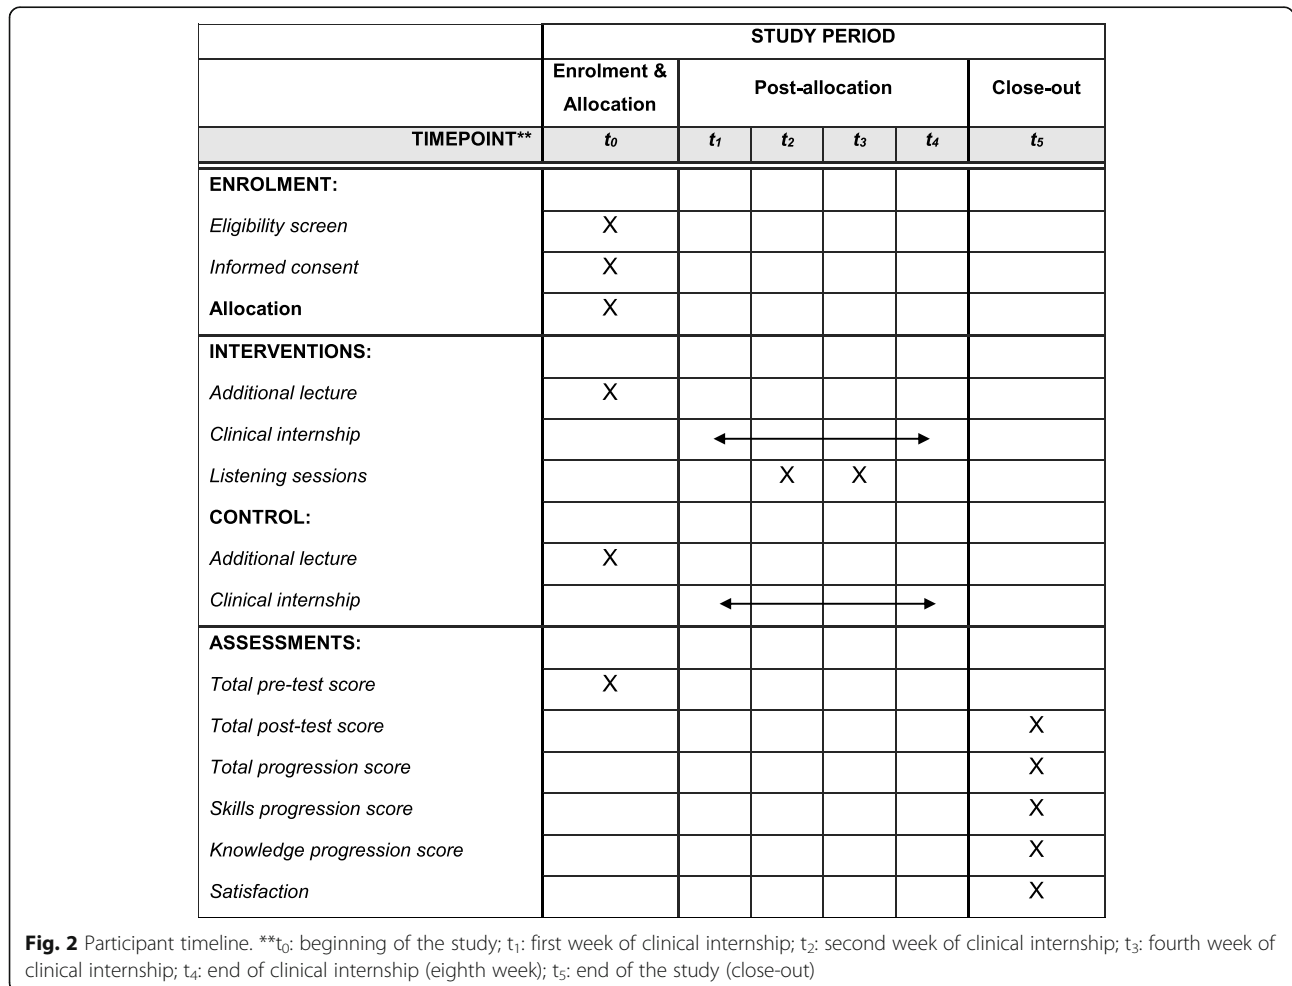 STUDY PERIOD
Enrolment & Allocation Post-allocation Close-out
TIMEPOINT** t0 t1 t2 t3 t4 t5
ENROLMENT:
Eligibility screen X
Informed consent X
Allocation X
INTERVENTIONS:
Additional lecture X
Clinical internship
Listening sessions X X
CONTROL:
Additional lecture X
Clinical internship
ASSESSMENTS:
Total pre-test score X
Total post-test score X
Total progression score X
Skills progression score X
Knowledge progression score X
Satisfaction X
Fig. 2 Participant timeline. **t0: beginning of the study; t1: first week of clinical internship; t2: second week of clinical internship; t3: fourth week of
clinical internship; t4: end of clinical internship (eighth week); t5: end of the study (close-out)